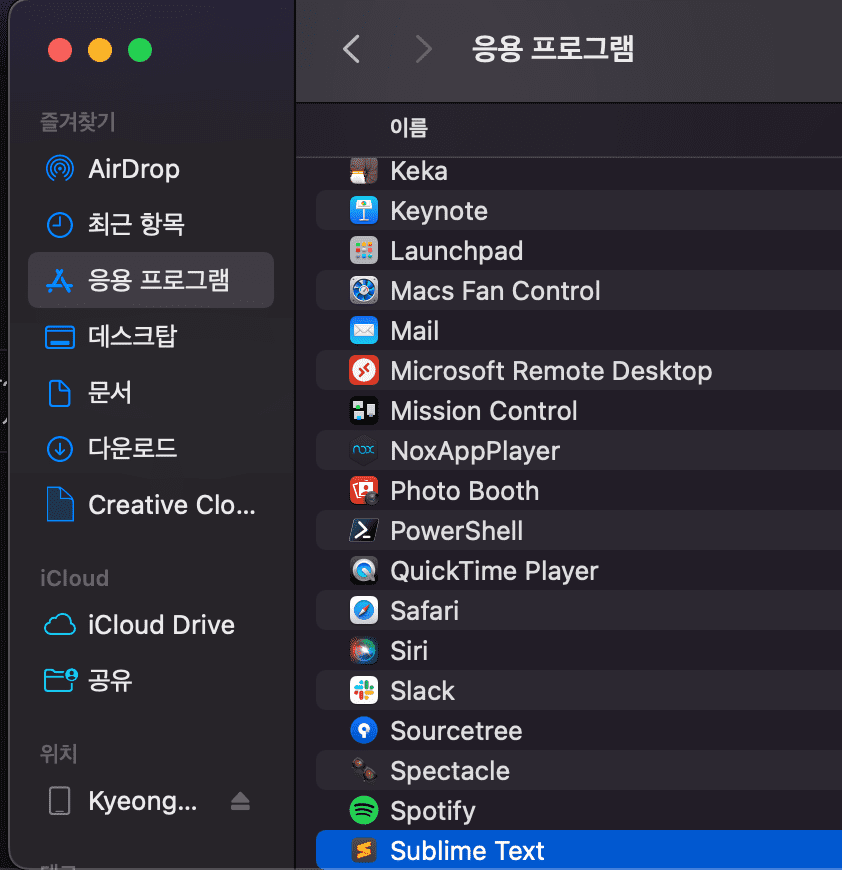 즐겨찾기
AirDrop
최근 항목
응용 프로그램
데스크탑
문서
다운로드
Creative Clo...
iCloud
iCloud Drive
공유
위치
Kyeong...
응용 프로그램
이름
Keka
Keynote
Launchpad
Macs Fan Control
Mail
Microsoft Remote Desktop
Mission Control
NoxAppPlayer
Photo Booth
PowerShell
QuickTime Player
Safari
Siri
Slack
Sourcetree
Spectacle
Spotify
Sublime Text